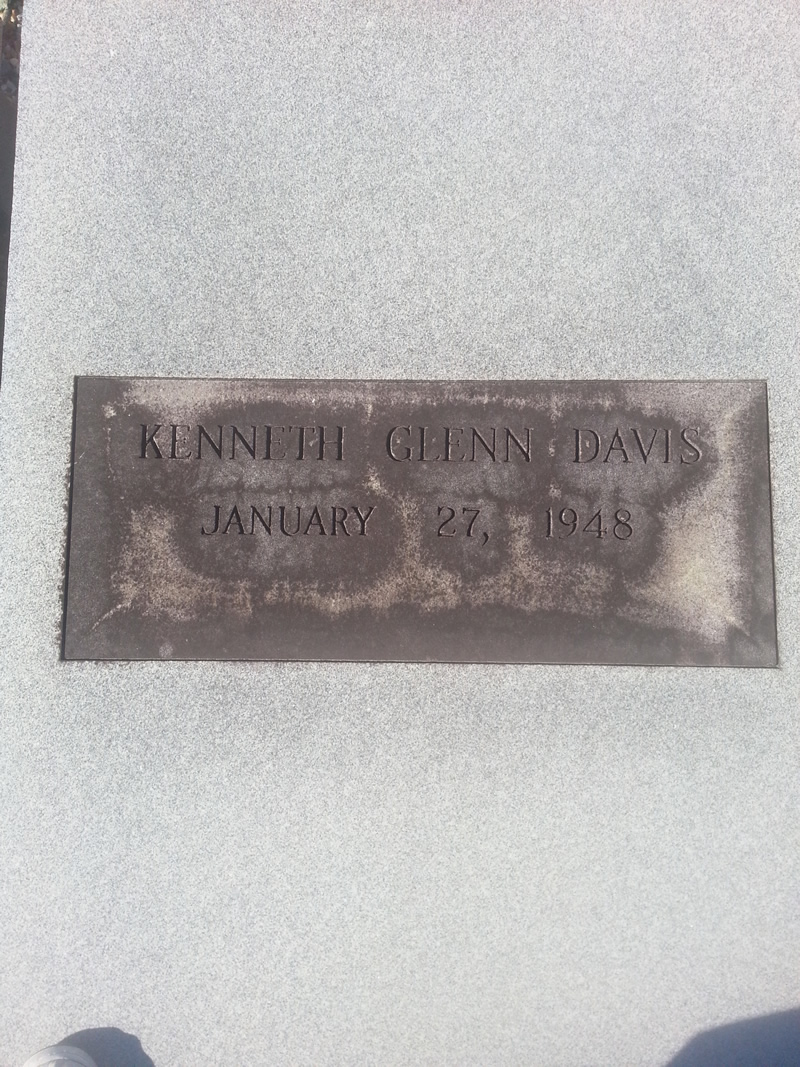 KENNETH GLENN DAVIS
JANUARY 27, 1948